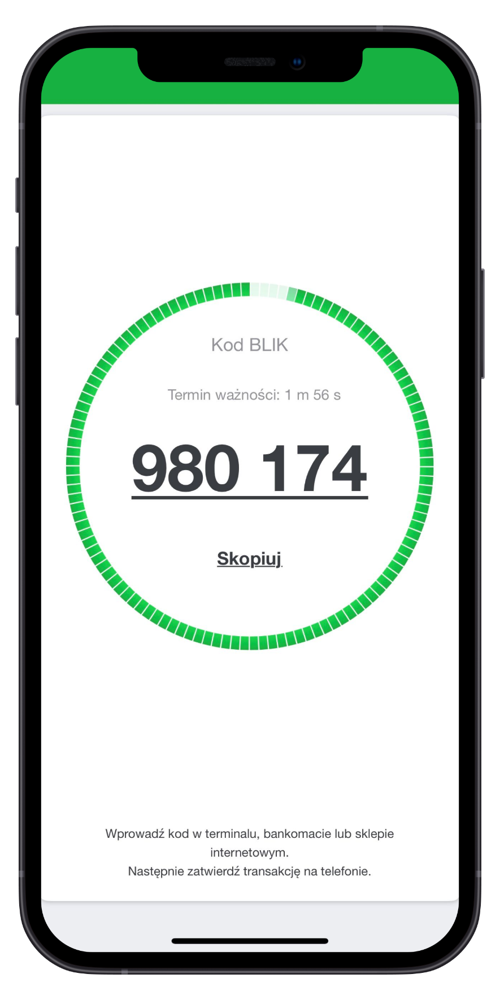 Kod BLIK
Termin ważności: 1 m 56 s
980 174
Skopiuj
Wprowadź kod w terminalu, bankomacie lub sklepie
internetowym.
Następnie zatwierdź transakcję na telefonie.